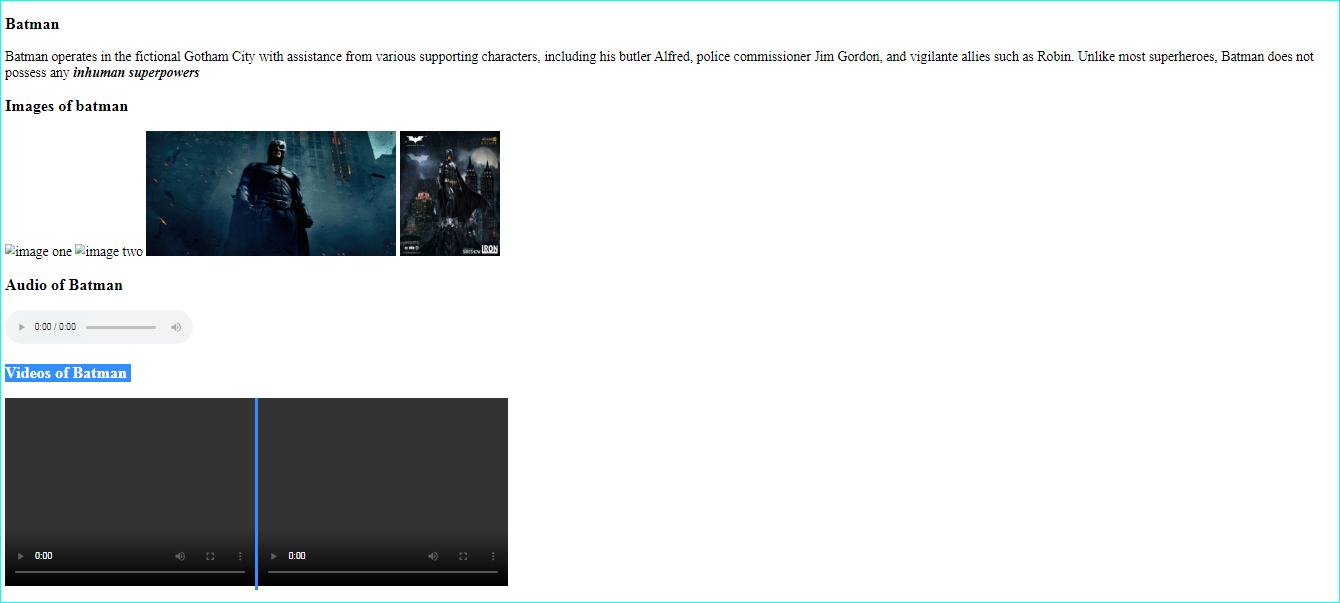 Batman
Batman operates in the fictional Gotham City with assistance from various supporting characters, including his butler Alfred, police commissioner Jim Gordon, and vigilante allies such as Robin. Unlike most superheroes, Batman does not
possess any inhuman superpowers
Images of batman
image one image two
IRON
Audio of Batman
0:00 / 0:00
Videos of Batman
0:00 0:00